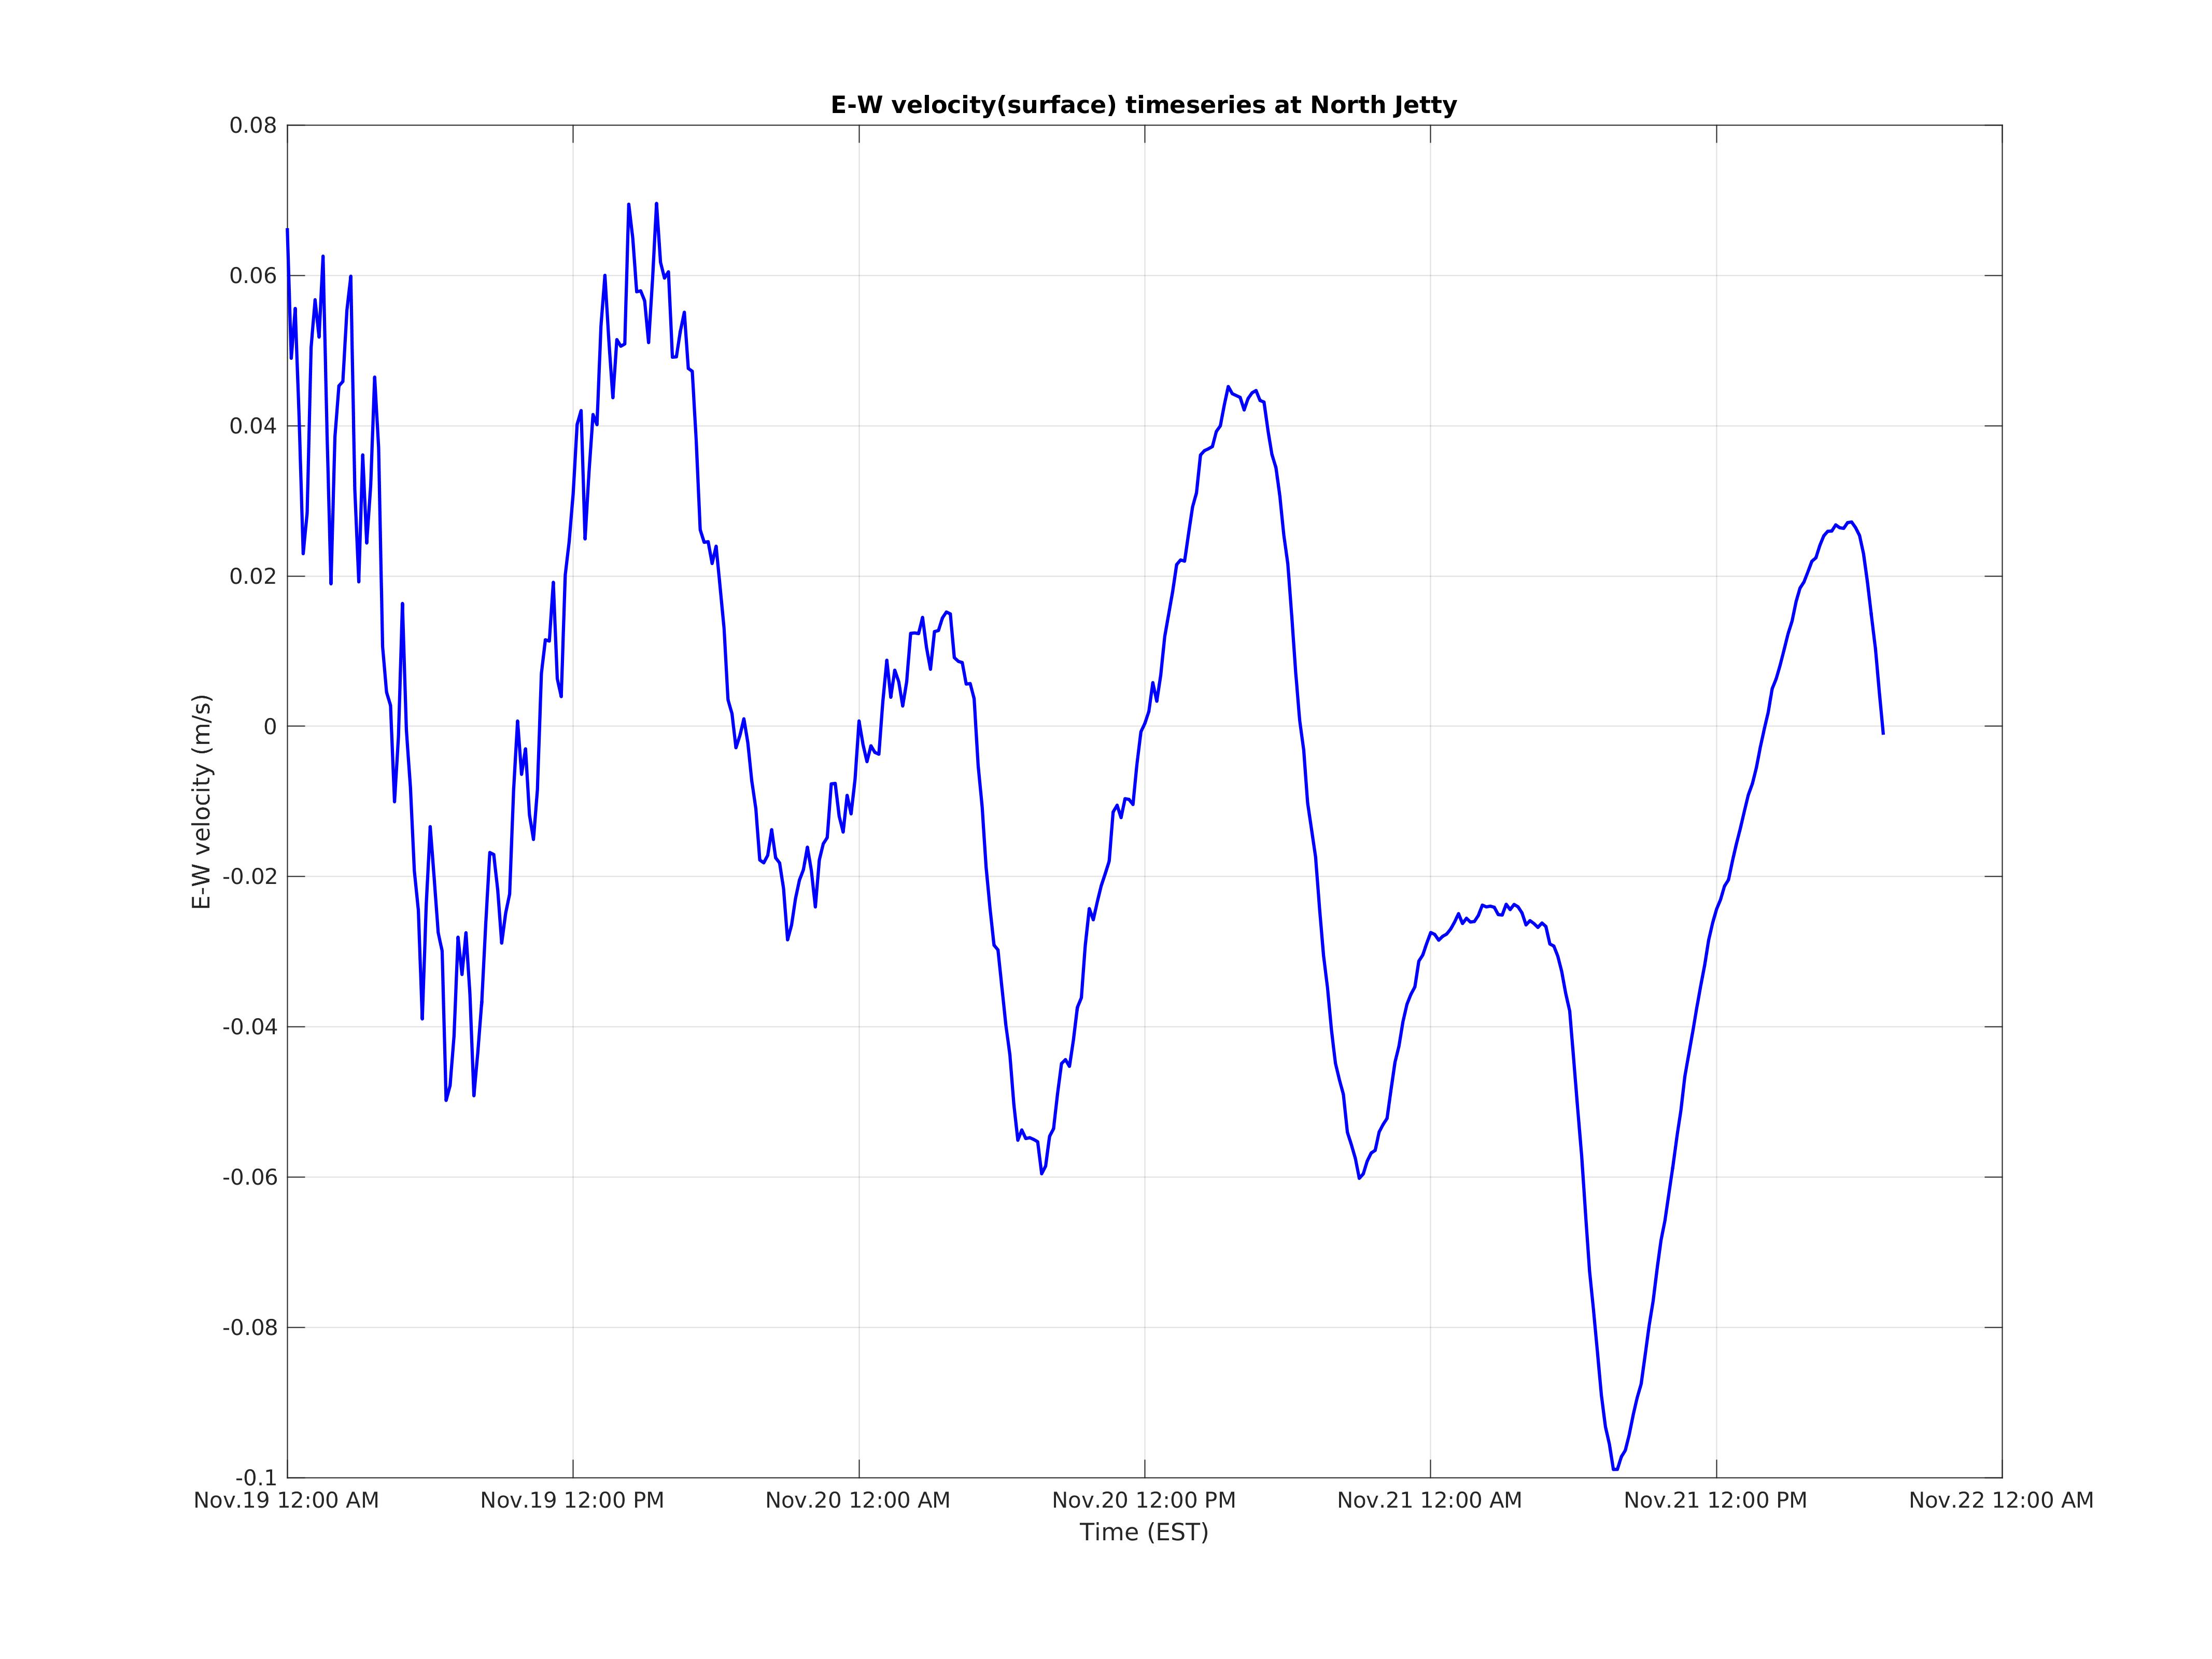 E-W velocity(surface) timeseries at North Jetty
0.08
0.06
0.04
0.02
0
-0.02
-0.04
-0.06
-0.08
-0.1
E-W velocity (m/s)
Nov.19 12:00 AM Nov.19 12:00 PM Nov.20 12:00 AM Nov.20 12:00 PM Nov.21 12:00 AM Nov.21 12:00 PM Nov.22 12:00 AM
Time (EST)